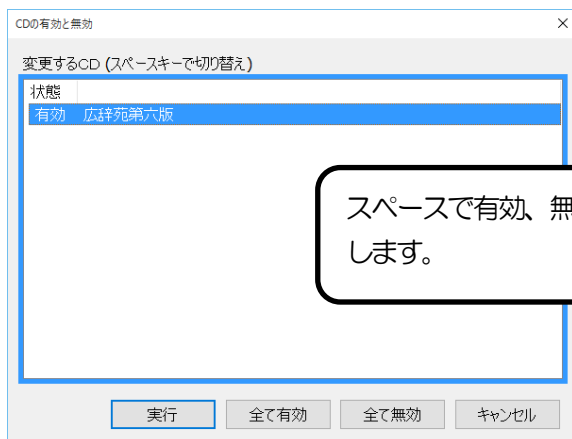 CDの有効と無効
変更するCD (スペースキーで切り替え)
状態
有効 広辞苑第六版
スペースで有効、無
します。
実行 全て有効 全て無効 キャンセル